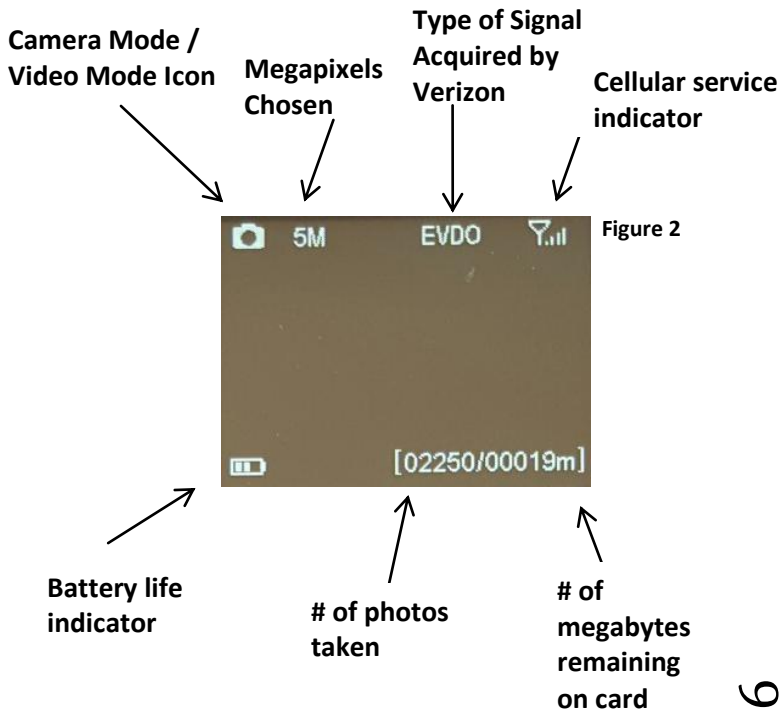 Camera Mode /
Video Mode Icon
Megapixels
Chosen
Type of Signal
Acquired by
Verizon
Cellular service
indicator
5M
EVDO
Figure 2
[02250/00019m]
Battery life
indicator
# of photos
taken
# of
megabytes
remaining
on card
9